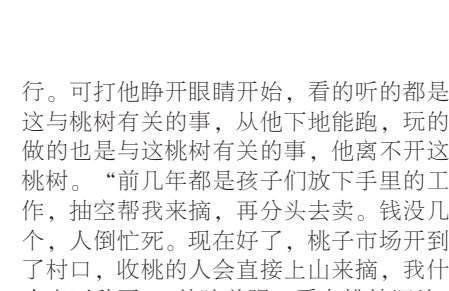 行。可打他睁开眼睛开始，看的听的都是
这与桃树有关的事，从他下地能跑，玩的
做的也是与这桃树有关的事，他离不开这
桃树。“前几年都是孩子们放下手里的工
作，抽空帮我来摘，再分头去卖。钱没几
个，人倒忙死。现在好了，桃子市场开到
了村口，收桃的人会直接上山来摘，我什